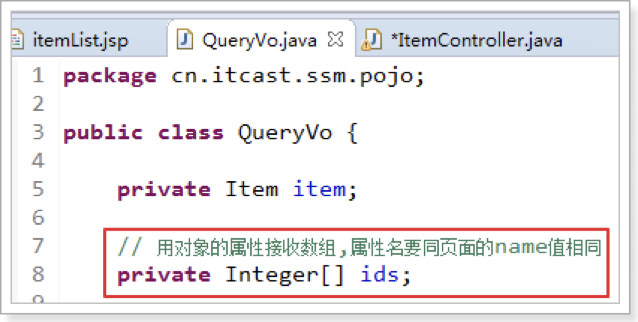 itemList.jsp QueryVo.java *ItemController.java
1 package cn.itcast.ssm.pojo;
2
3 public class QueryVo {
4
5 private Item item;
6
7 // 用对象的属性接收数组,属性名要同页面的name值相同
8 private Integer[] ids;
9